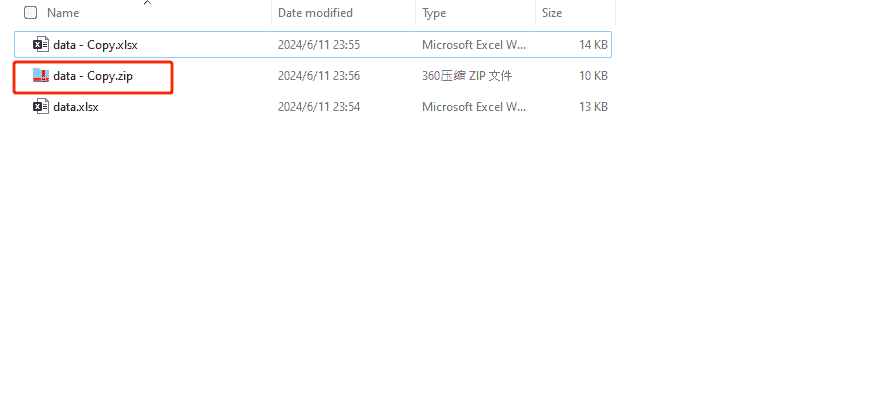 Name Date modified Type Size
data - Copy.xlsx 2024/6/11 23:55 Microsoft Excel W... 14 KB
data - Copy.zip 2024/6/11 23:56 360压缩 ZIP 文件 10 KB
data.xlsx 2024/6/11 23:54 Microsoft Excel W... 13 KB